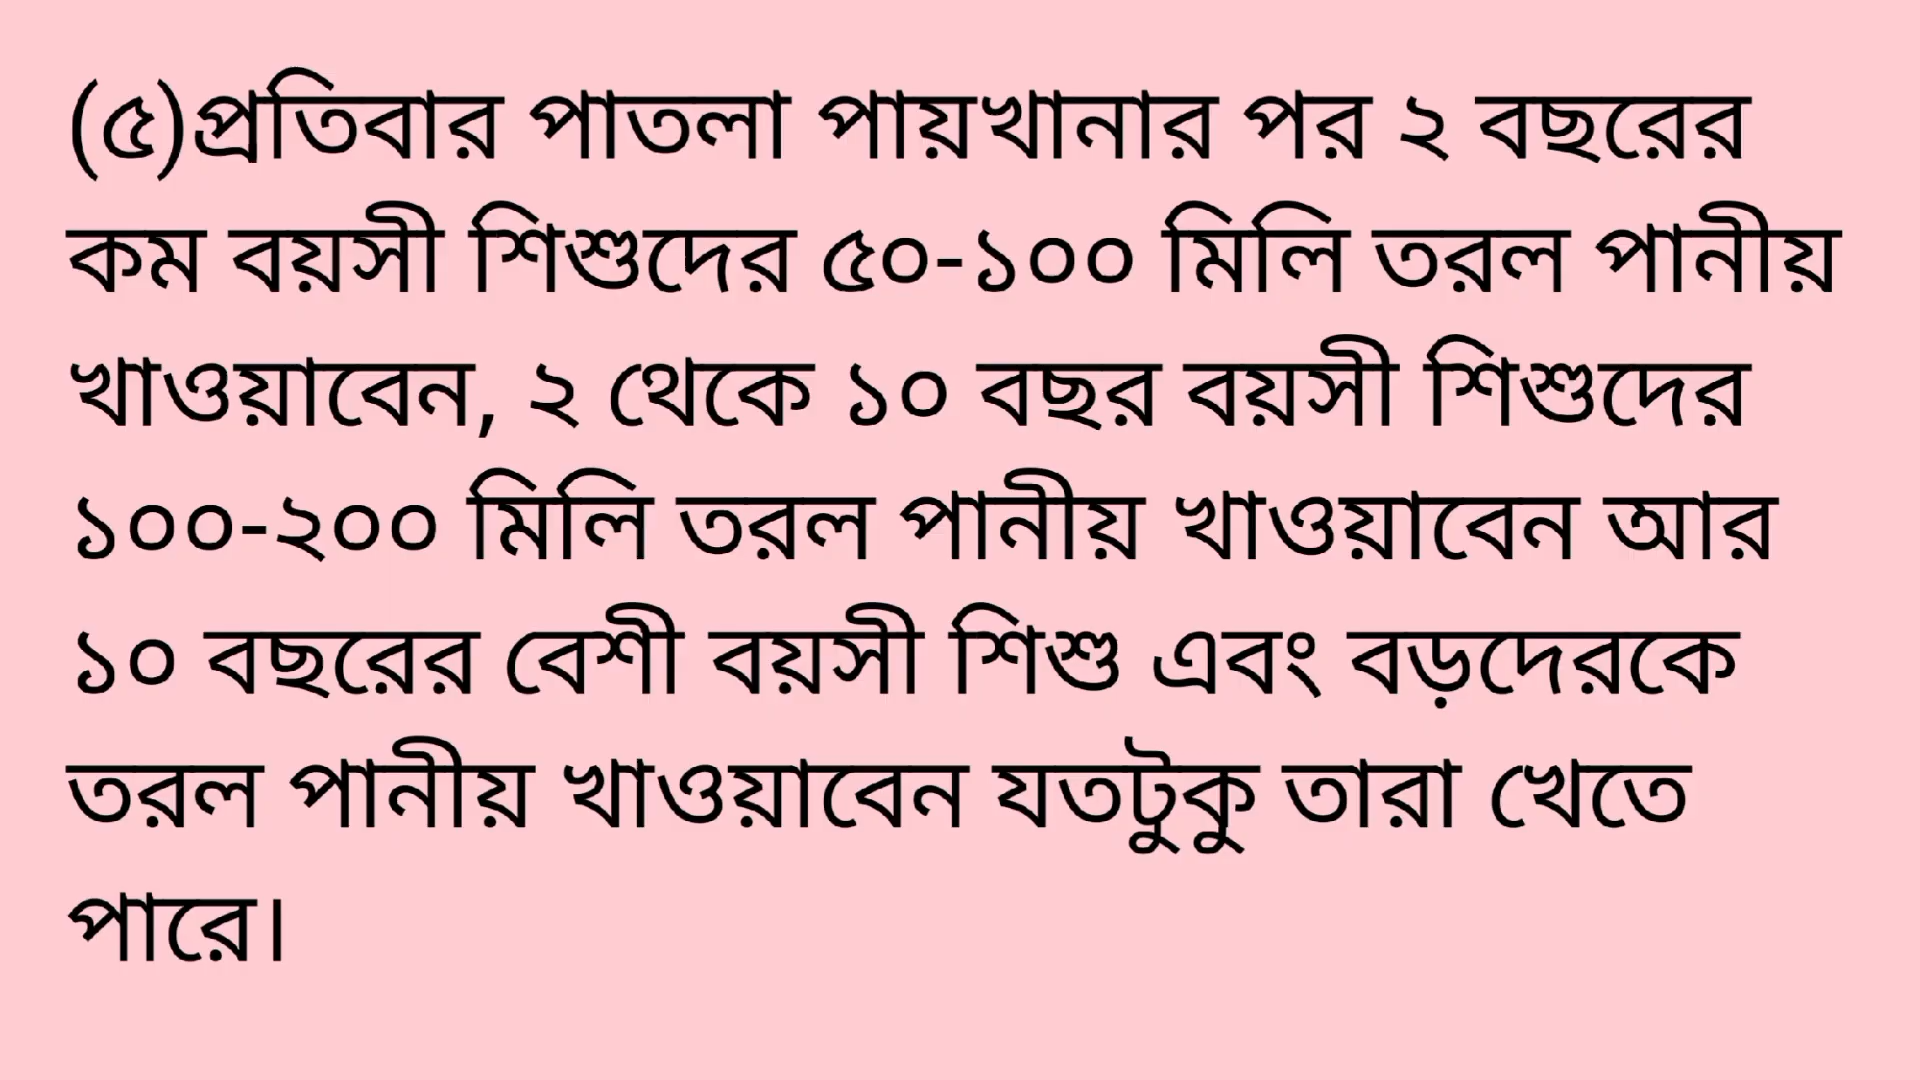 (৫)প্রতিবার পাতলা পায়খানার পর ২ বছরের
কম বয়সী শিশুদের ৫০-১০০ মিলি তরল পানীয়
খাওয়াবেন, ২ থেকে ১০ বছর বয়সী শিশুদের
১০০-২০০ মিলি তরল পানীয় খাওয়াবেন আর
১০ বছরের বেশী বয়সী শিশু এবং বড়দেরকে
তরল পানীয় খাওয়াবেন যতটুকু তারা খেতে
পারে।